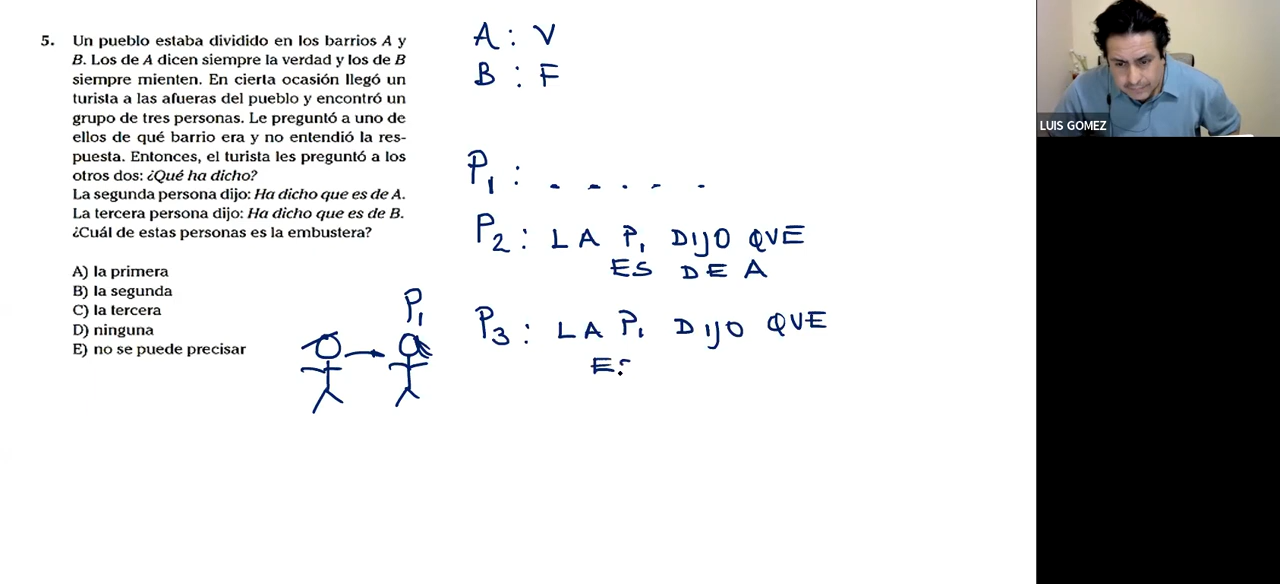 5. Un pueblo estaba dividido en los barrios A y
B. Los de A dicen siempre la verdad y los de B
siempre mienten. En cierta ocasión llegó un
turista a las afueras del pueblo y encontró un
grupo de tres personas. Le preguntó a uno de
ellos de qué barrio era y no entendió la res-
puesta. Entonces, el turista les preguntó a los
otros dos: ¿Qué ha dicho?
La segunda persona dijo: Ha dicho que es de A.
La tercera persona dijo: Ha dicho que es de B.
¿Cuál de estas personas es la embustera?
A) la primera
B) la segunda
C) la tercera
D) ninguna
E) no se puede precisar
P1
A : V
B : F
P1 : . . . . .
P2 : LA P1 DIJO QUE
ES DE A
P3 : LA P1 DIJO QUE
ES
LUIS GOMEZ